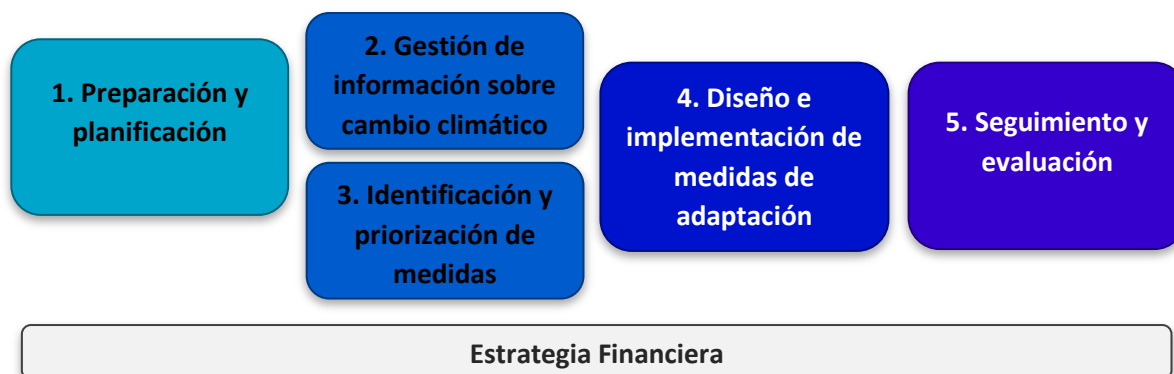 1. Preparación y
planificación
2. Gestión de
información sobre
cambio climático
3. Identificación y
priorización de
medidas
4. Diseño e
implementación de
medidas de
adaptación
5. Seguimiento y
evaluación
Estrategia Financiera